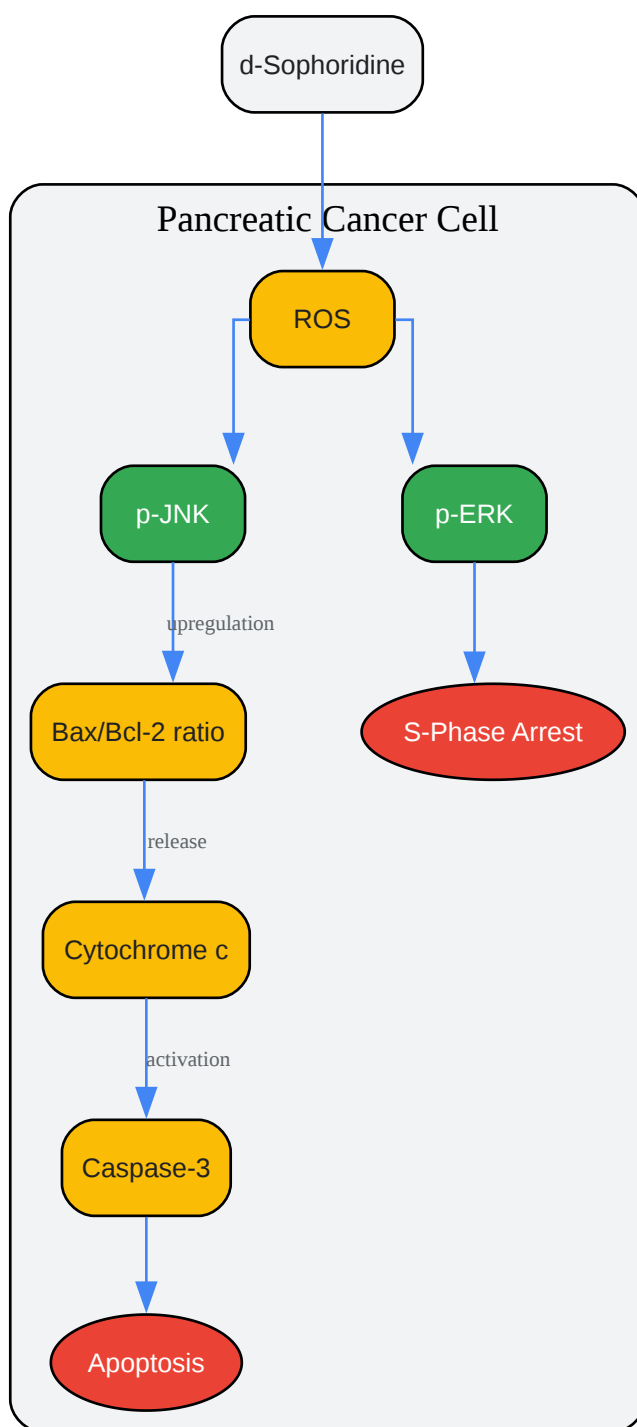 d-Sophoridine
Pancreatic Cancer Cell
ROS
p-JNK
p-ERK
upregulation
Bax/Bcl-2 ratio
S-Phase Arrest
release
Cytochrome c
activation
Caspase-3
Apoptosis